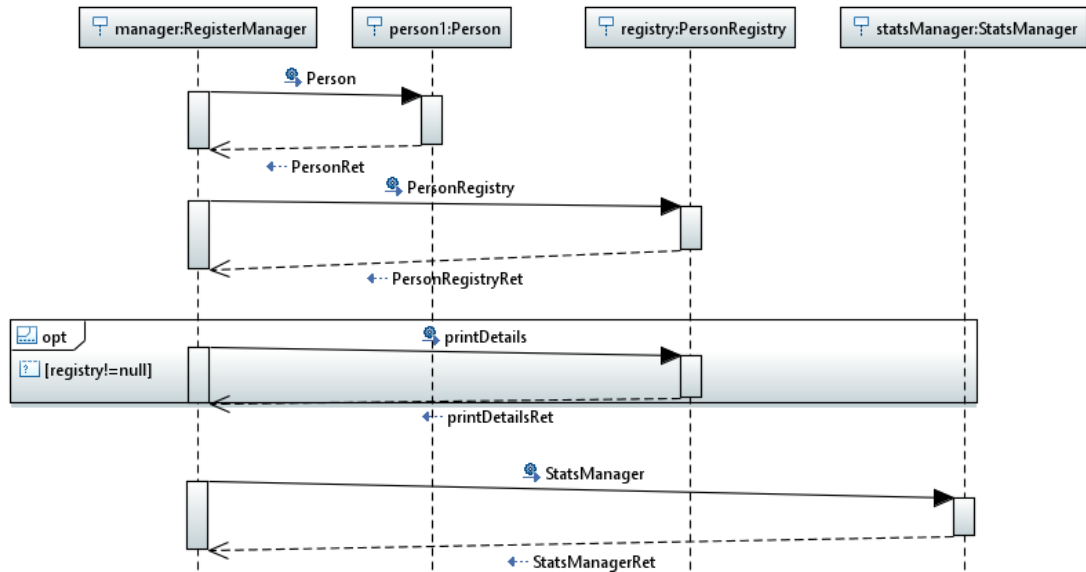 manager:RegisterManager
person1:Person
registry:PersonRegistry
statsManager:StatsManager
Person
PersonRet
PersonRegistry
PersonRegistryRet
opt
printDetails
[registry!=null]
printDetailsRet
StatsManager
StatsManagerRet